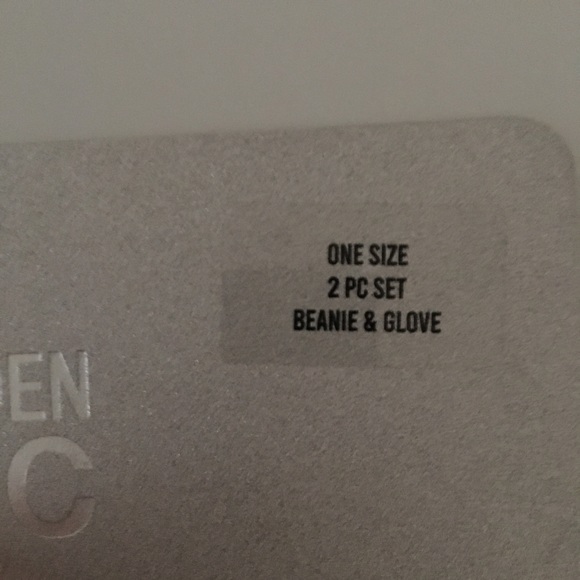 ONE SIZE
2 PC SET
BEANIE & GLOVE
EN
C